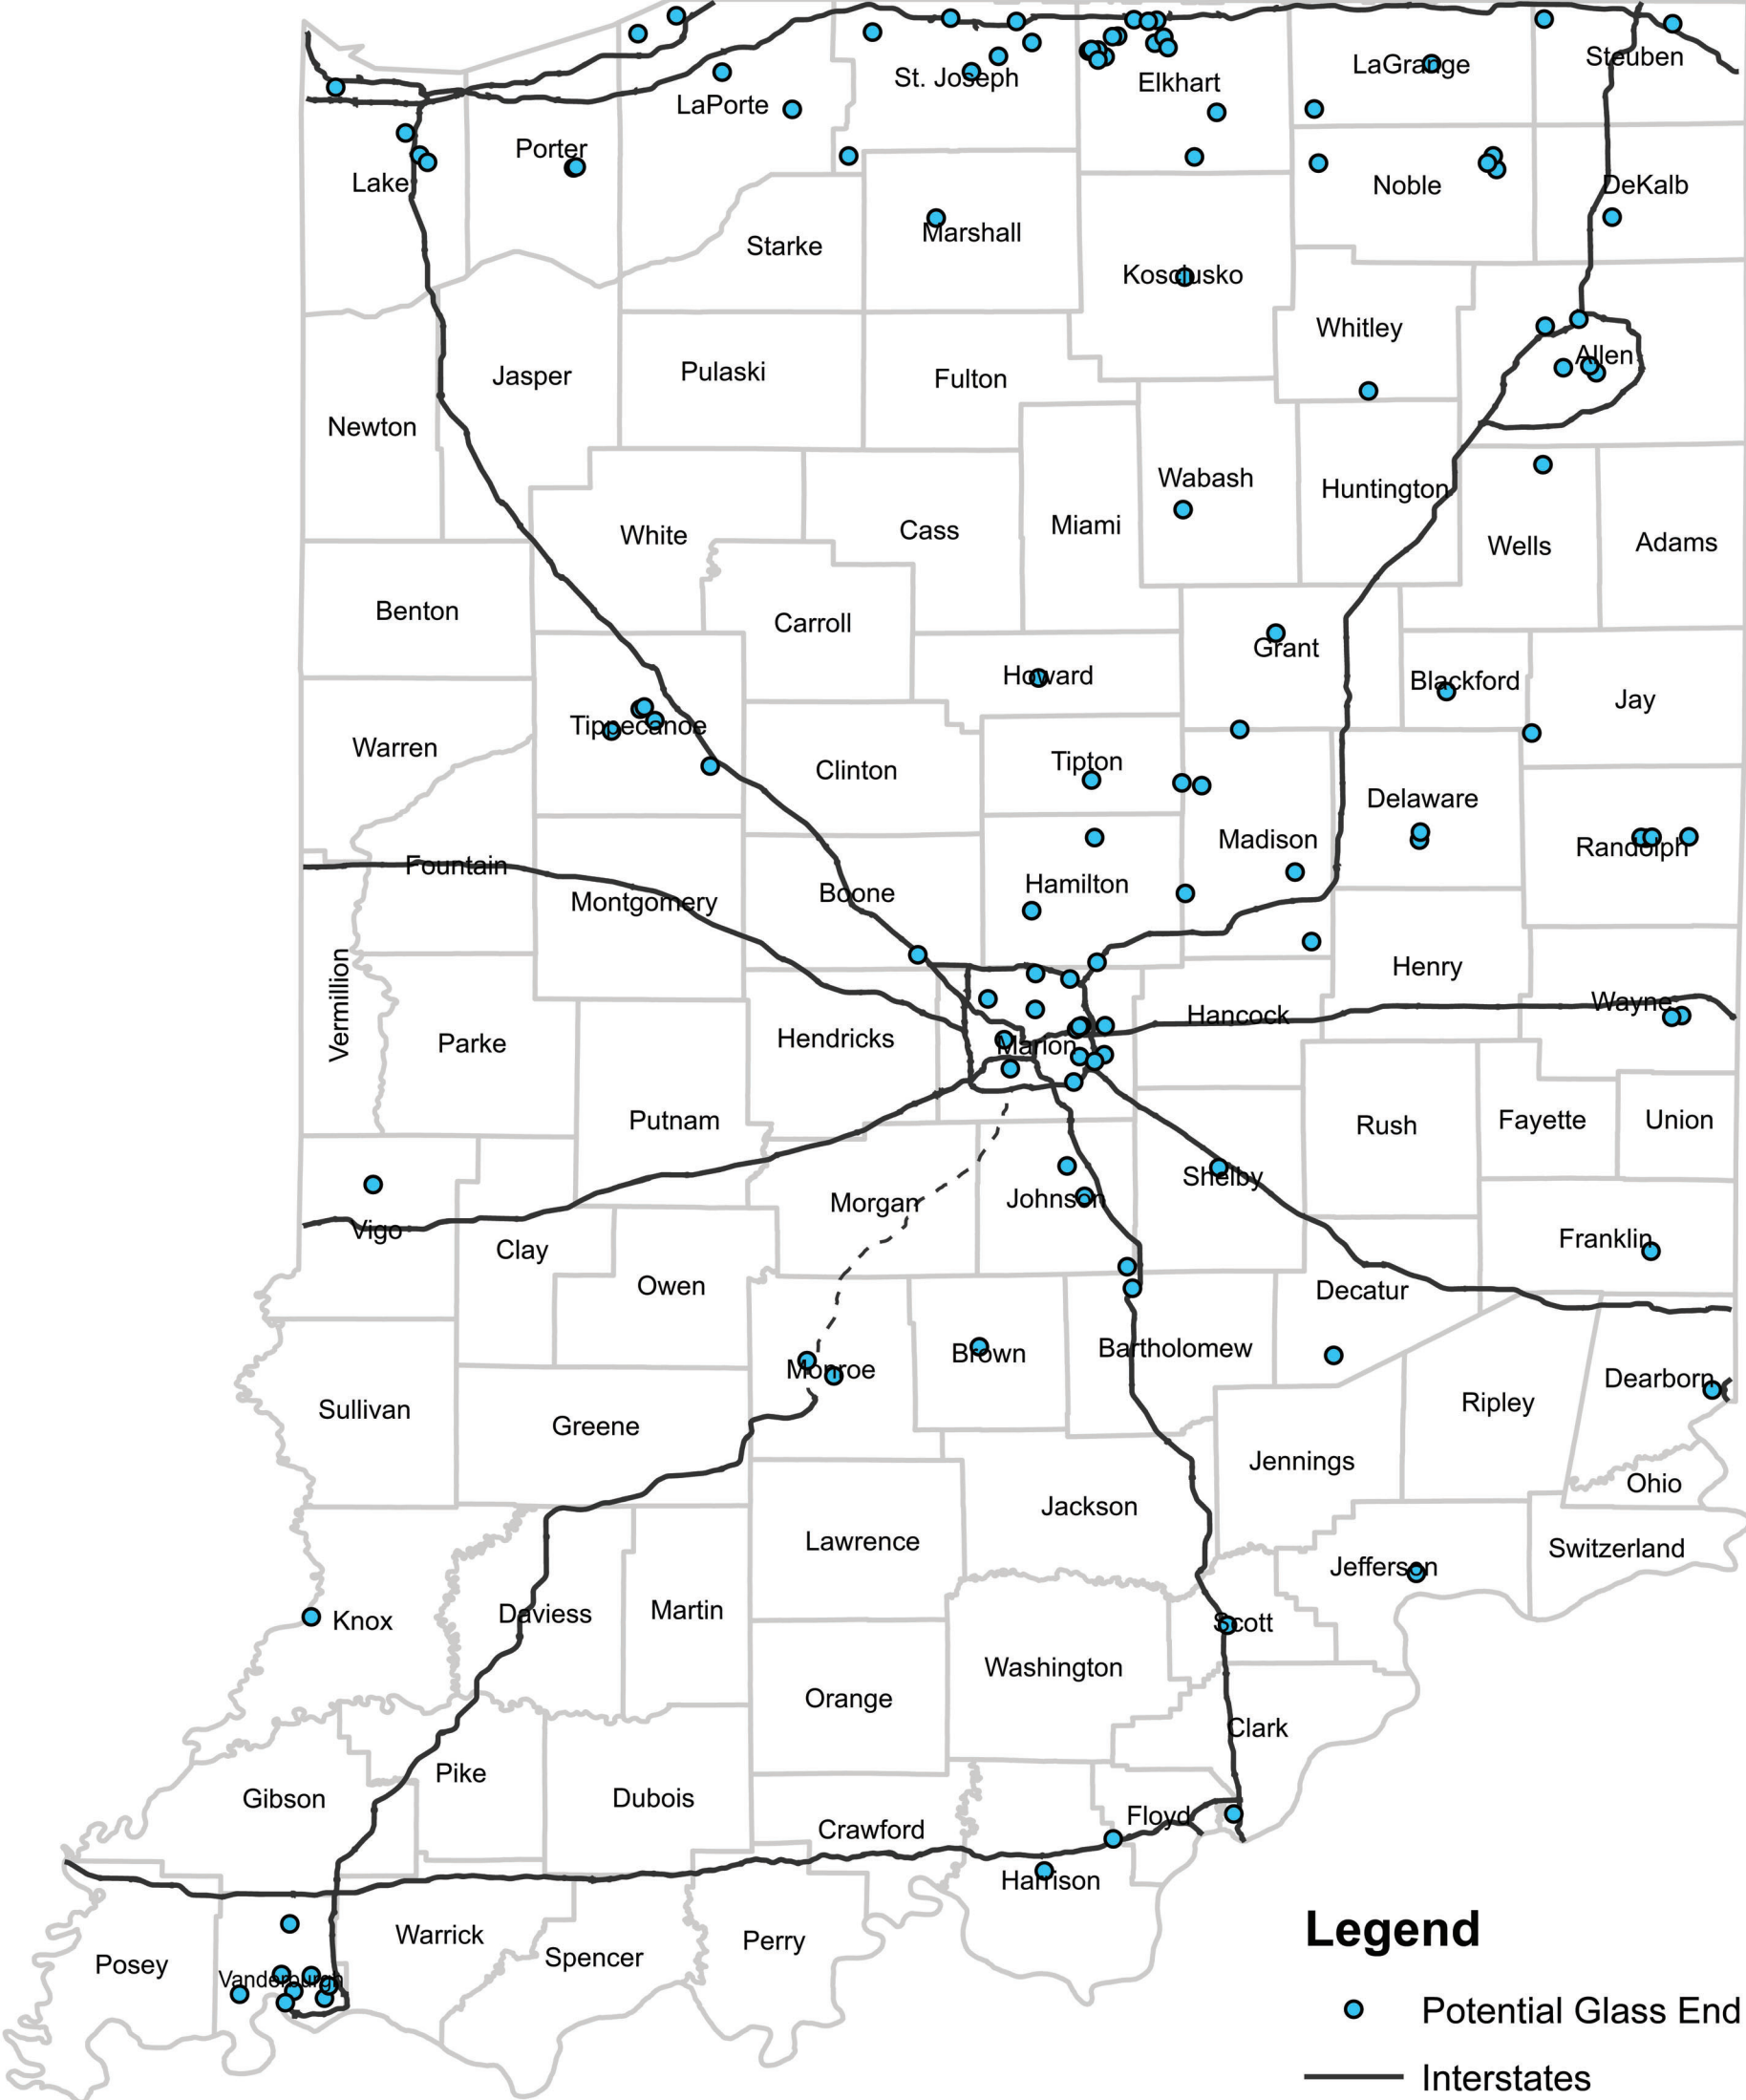 St. Joseph
LaGrange
Steuben
LaPorte
Elkhart
Porter
Lake
Noble
DeKalb
Starke
Marshall
Kosciusko
Whitley
Allen
Jasper
Pulaski
Fulton
Newton
Wabash
Huntington
White
Cass
Miami
Wells
Adams
Benton
Carroll
Grant
Howard
Blackford
Jay
Tippecanoe
Warren
Clinton
Tipton
Delaware
Madison
Randolph
Fountain
Montgomery
Boone
Hamilton
Henry
Vermillion
Wayne
Hancock
Parke
Hendricks
Marion
Putnam
Rush
Fayette
Union
Morgan
Johnson
Shelby
Vigo
Clay
Franklin
Owen
Decatur
Monroe
Brown
Bartholomew
Dearborn
Sullivan
Greene
Ripley
Jennings
Ohio
Jackson
Lawrence
Switzerland
Jefferson
Knox
Daviess
Martin
Scott
Washington
Orange
Clark
Pike
Gibson
Dubois
Crawford
Floyd
Harrison
Posey
Vanderburgh
Warrick
Spencer
Perry
Legend
Potential Glass End
Interstates